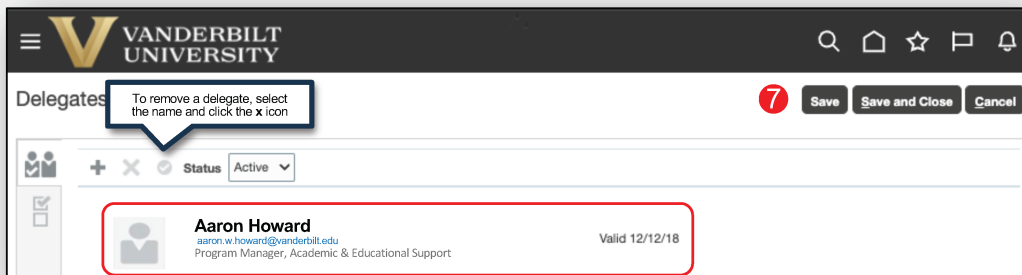 VANDERBILT
UNIVERSITY
Delegates
To remove a delegate, select
the name and click the x icon
7 Save Save and Close Cancel
Status Active
Aaron Howard
aaron.w.howard@vanderbilt.edu
Valid 12/12/18
Program Manager, Academic & Educational Support